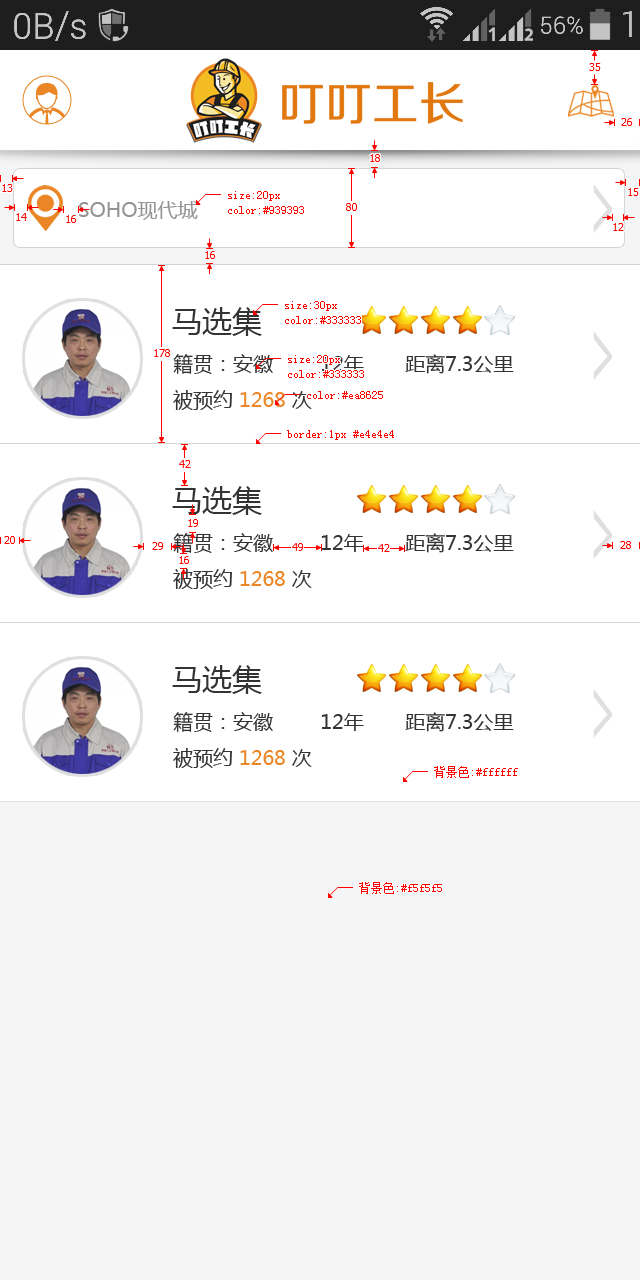 0B/s 1 2 56% 1
叮叮工长 叮叮工长
35
26
18
13
15
size:20px
color:#939393
14
16
SOHO现代城
80
12
16
size:30px
color:#333333
马选集
178
size:20px
color:#333333
籍贯：安徽 12年 距离7.3公里
color:#ea8625
被预约 1268 次
border:1px #e4e4e4
42
马选集
19
20
29
籍贯：安徽 49 12年 42 距离7.3公里
28
16
被预约 1268 次
马选集
籍贯：安徽 12年 距离7.3公里
被预约 1268 次
背景色:#ffffff
背景色:#f5f5f5